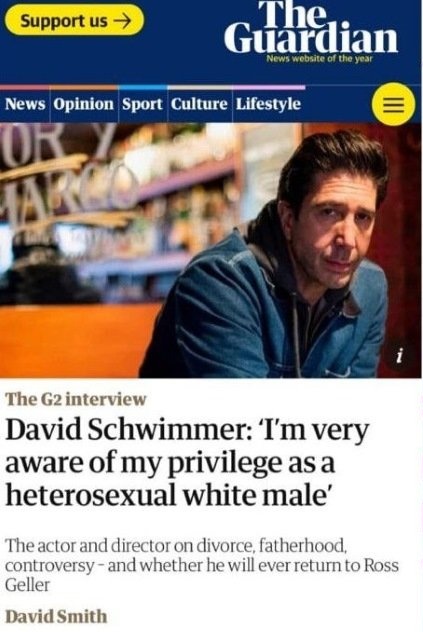 Support us →
The
Guardian
News website of the year
News Opinion Sport Culture Lifestyle
OR Y
MARCO
i
The G2 interview
David Schwimmer: ‘I’m very
aware of my privilege as a
heterosexual white male’
The actor and director on divorce, fatherhood,
controversy – and whether he will ever return to Ross
Geller
David Smith